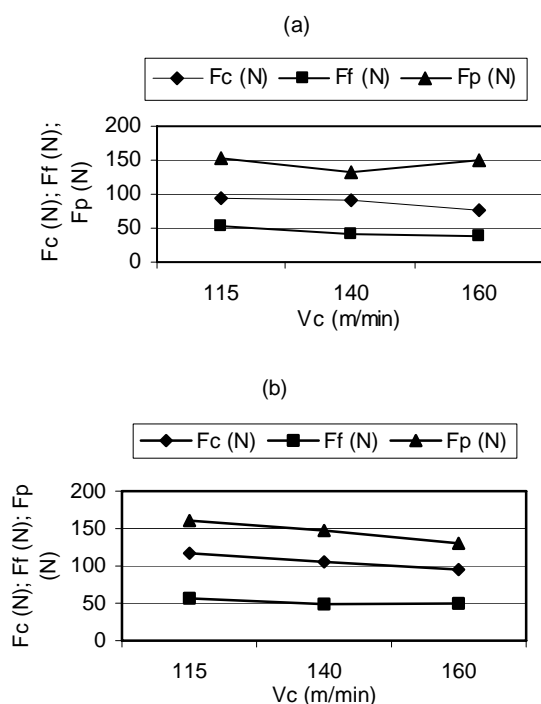 (a)
Fc (N) Ff (N) Fp (N)
Fc (N); Ff (N);
Fp (N)
200
150
100
50
0
115 140 160
Vc (m/min)
(b)
Fc (N) Ff (N) Fp (N)
Fc (N); Ff (N); Fp
(N)
200
150
100
50
0
115 140 160
Vc (m/min)